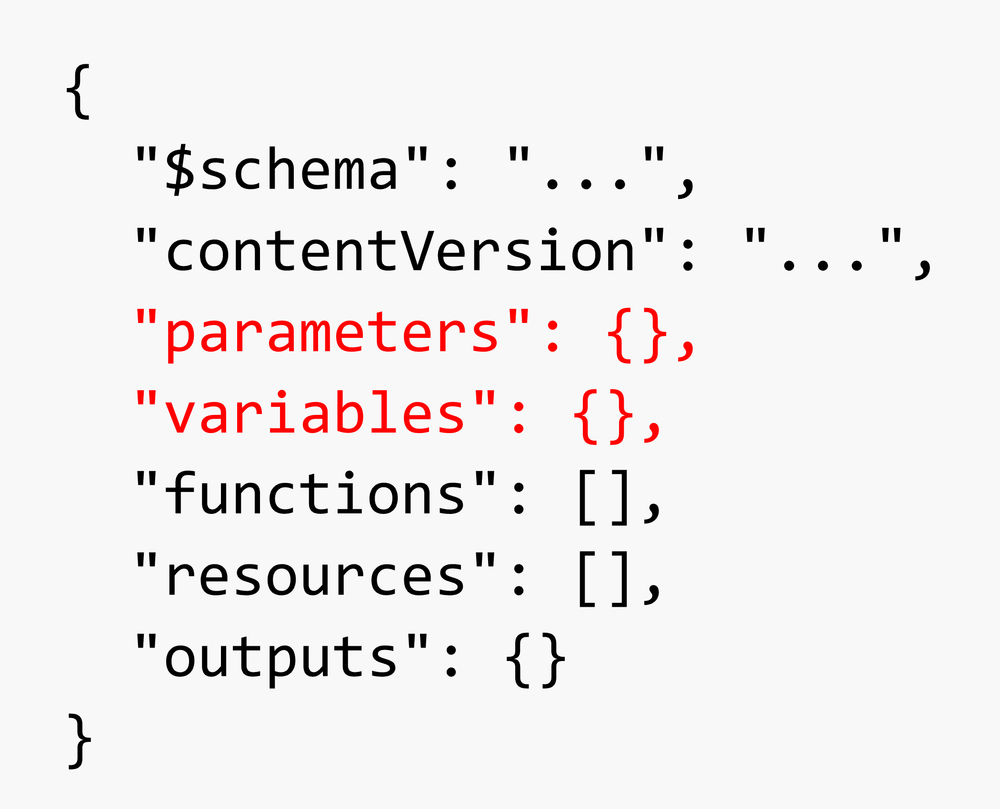 {
"$schema": "...",
"contentVersion": "...",
"parameters": {},
"variables": {},
"functions": [],
"resources": [],
"outputs": {}
}